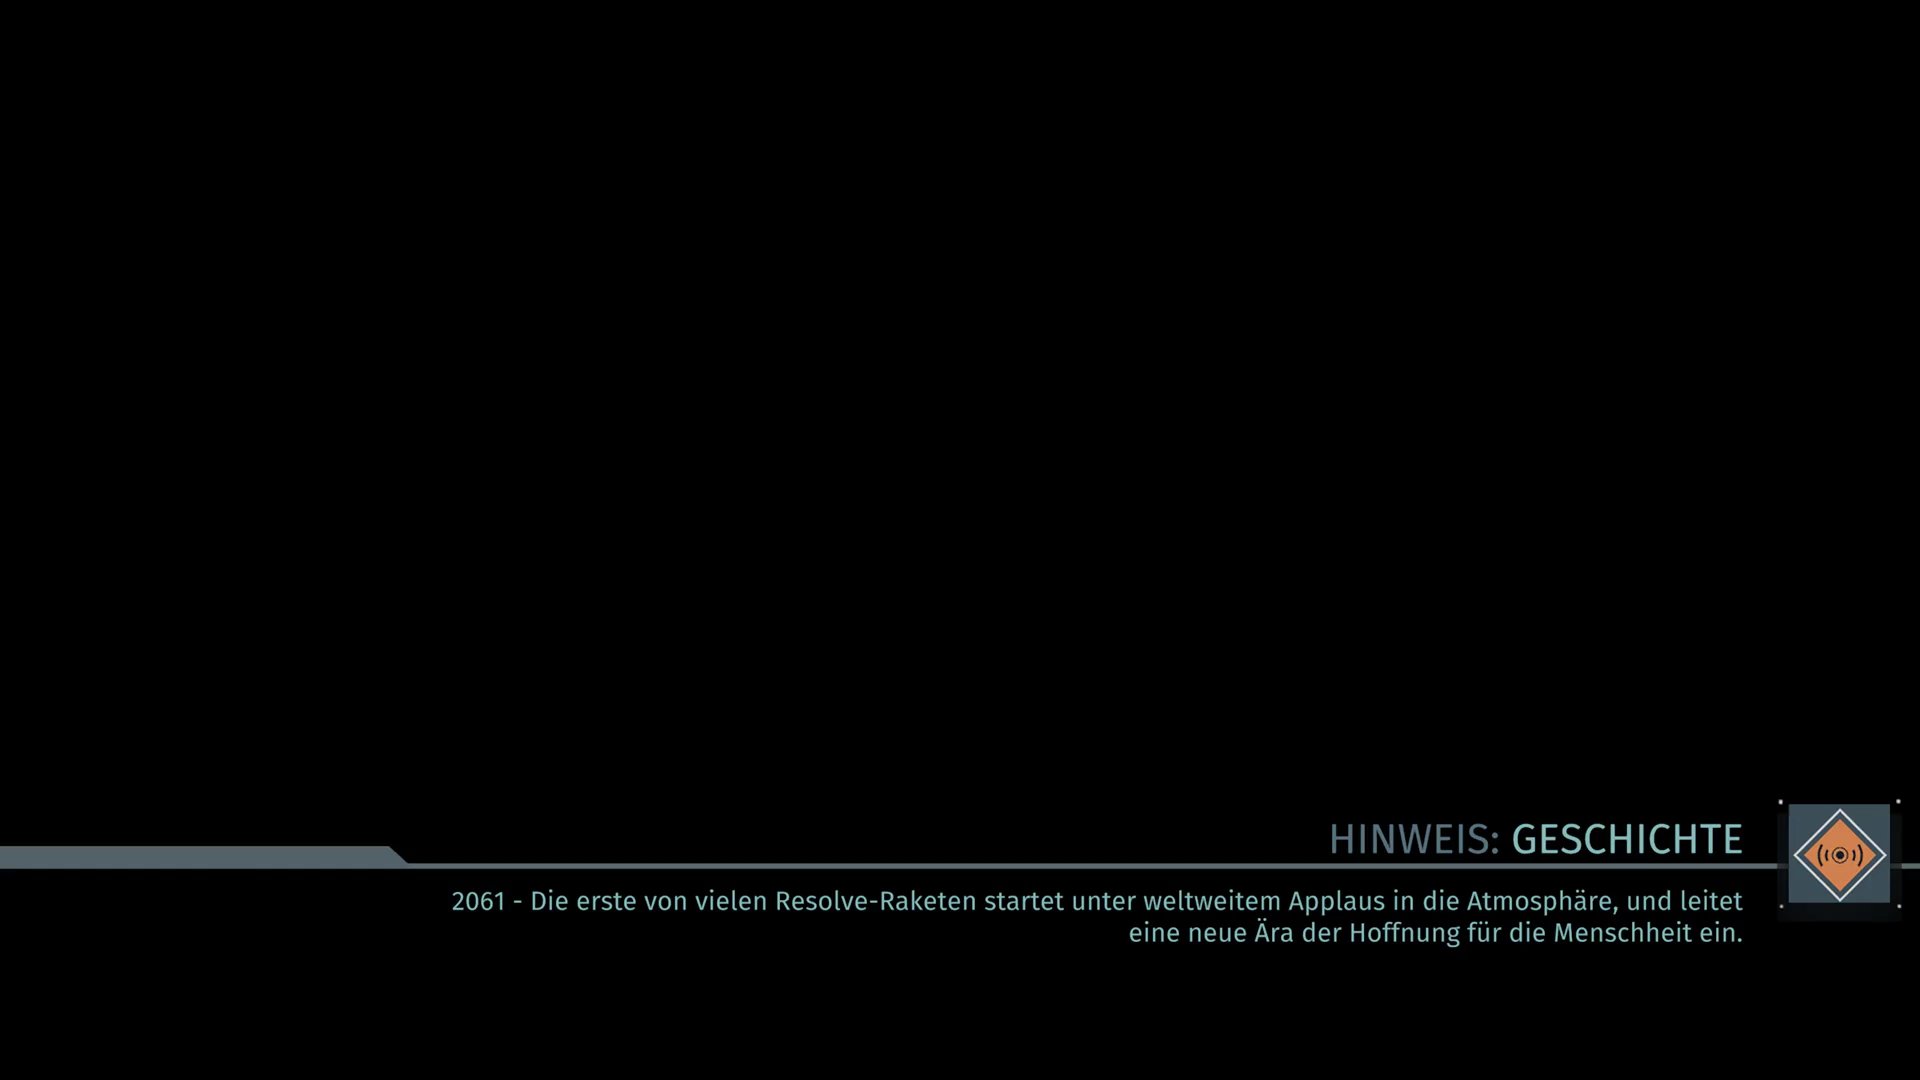 HINWEIS: GESCHICHTE
2061 - Die erste von vielen Resolve-Raketen startet unter weltweitem Applaus in die Atmosphäre, und leitet
eine neue Ära der Hoffnung für die Menschheit ein.